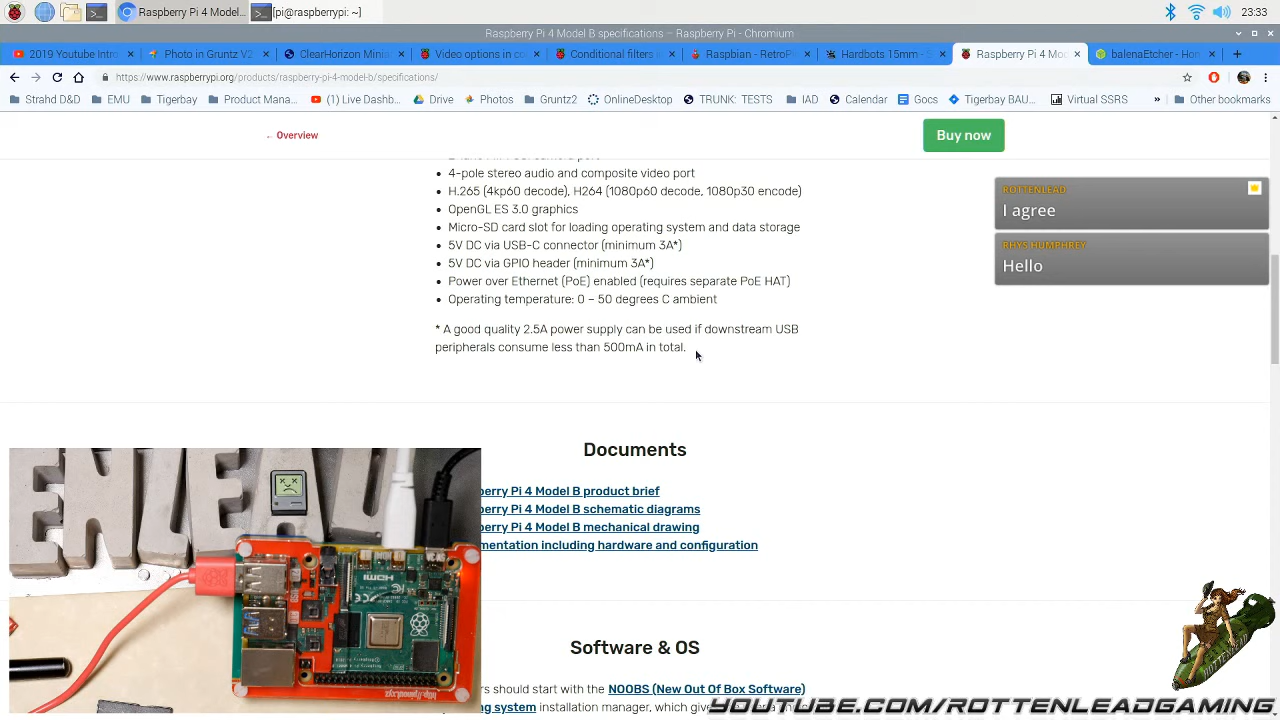 Raspberry Pi 4 Model...
[pi@raspberrypi: ~]
23:33
Raspberry Pi 4 Model B specifications – Raspberry Pi - Chromium
2019 Youtube Intro
Photo in Gruntz V2
ClearHorizon Minia
Video options in co
Conditional filters
Raspbian - RetroPi
Hardbots 15mm - S
Raspberry Pi 4 Mod
balenaEtcher - Hom
https://www.raspberrypi.org/products/raspberry-pi-4-model-b/specifications/
Strahd D&D
EMU
Tigerbay
Product Mana...
(1) Live Dashb...
Drive
Photos
Gruntz2
OnlineDesktop
TRUNK: TESTS
IAD
Calendar
Docs
Tigerbay BAU...
Virtual SSRS
»
Other bookmarks
← Overview
Buy now
4-pole stereo audio and composite video port
H.265 (4kp60 decode), H264 (1080p60 decode, 1080p30 encode)
OpenGL ES 3.0 graphics
Micro-SD card slot for loading operating system and data storage
5V DC via USB-C connector (minimum 3A*)
5V DC via GPIO header (minimum 3A*)
Power over Ethernet (PoE) enabled (requires separate PoE HAT)
Operating temperature: 0 – 50 degrees C ambient
* A good quality 2.5A power supply can be used if downstream USB
peripherals consume less than 500mA in total.
ROTTENLEAD
I agree
RHYS HUMPHREY
Hello
Documents
berry Pi 4 Model B product brief
berry Pi 4 Model B schematic diagrams
berry Pi 4 Model B mechanical drawing
mentation including hardware and configuration
HDMI
Software & OS
rs should start with the NOOBS (New Out Of Box Software)
ng system installation manager, which give
YOUTUBE.COM/ROTTENLEADGAMING